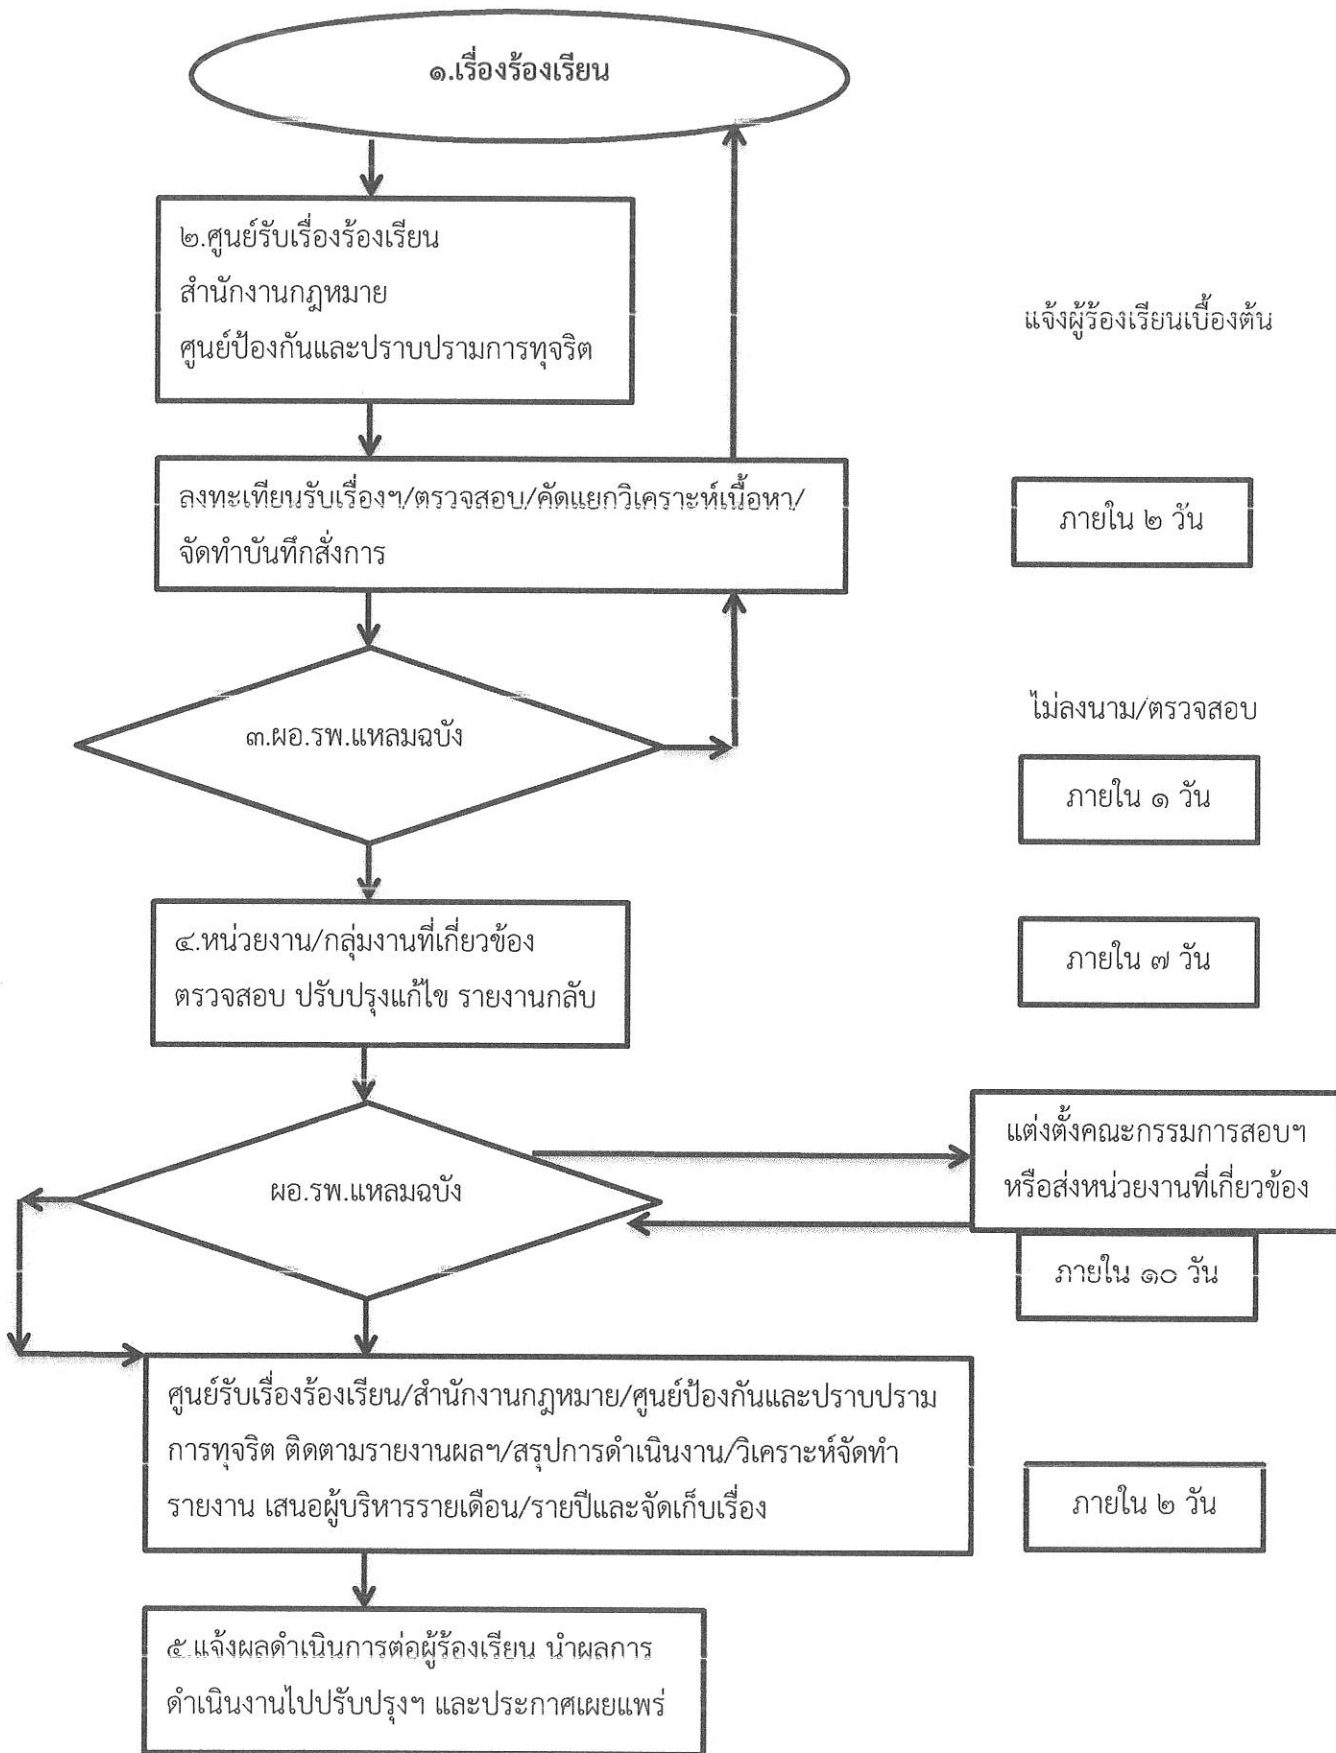 ๑.เรื่องร้องเรียน
๒.ศูนย์รับเรื่องร้องเรียน
สำนักงานกฎหมาย
ศูนย์ป้องกันและปราบปรามการทุจริต
แจ้งผู้ร้องเรียนเบื้องต้น
ลงทะเทียนรับเรื่องฯ/ตรวจสอบ/คัดแยกวิเคราะห์เนื้อหา/
จัดทำบันทึกสั่งการ
ภายใน ๒ วัน
๓.ผอ.รพ.แหลมฉบัง
ไม่ลงนาม/ตรวจสอบ
ภายใน ๑ วัน
๔.หน่วยงาน/กลุ่มงานที่เกี่ยวข้อง
ตรวจสอบ ปรับปรุงแก้ไข รายงานกลับ
ภายใน ๗ วัน
ผอ.รพ.แหลมฉบัง
แต่งตั้งคณะกรรมการสอบฯ
หรือส่งหน่วยงานที่เกี่ยวข้อง
ภายใน ๑๐ วัน
ศูนย์รับเรื่องร้องเรียน/สำนักงานกฎหมาย/ศูนย์ป้องกันและปราบปราม
การทุจริต ติดตามรายงานผลฯ/สรุปการดำเนินงาน/วิเคราะห์จัดทำ
รายงาน เสนอผู้บริหารรายเดือน/รายปีและจัดเก็บเรื่อง
ภายใน ๒ วัน
๕.แจ้งผลดำเนินการต่อผู้ร้องเรียน นำผลการ
ดำเนินงานไปปรับปรุงฯ และประกาศเผยแพร่